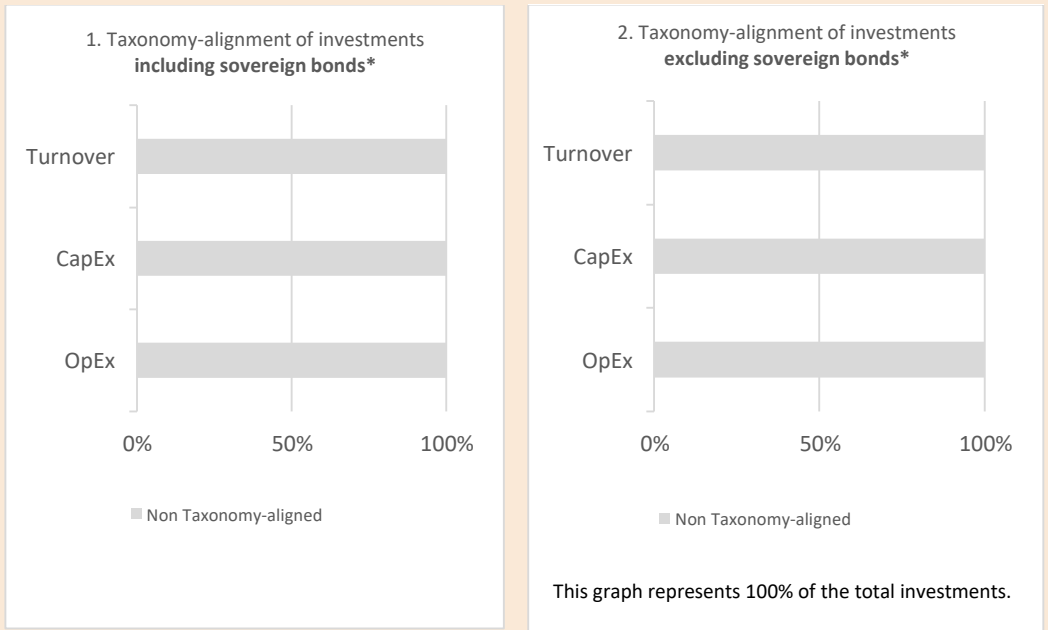 1. Taxonomy-alignment of investments
including sovereign bonds*
Turnover
CapEx
OpEx
0% 50% 100%
Non Taxonomy-aligned
2. Taxonomy-alignment of investments
excluding sovereign bonds*
Turnover
CapEx
OpEx
0% 50% 100%
Non Taxonomy-aligned
This graph represents 100% of the total investments.